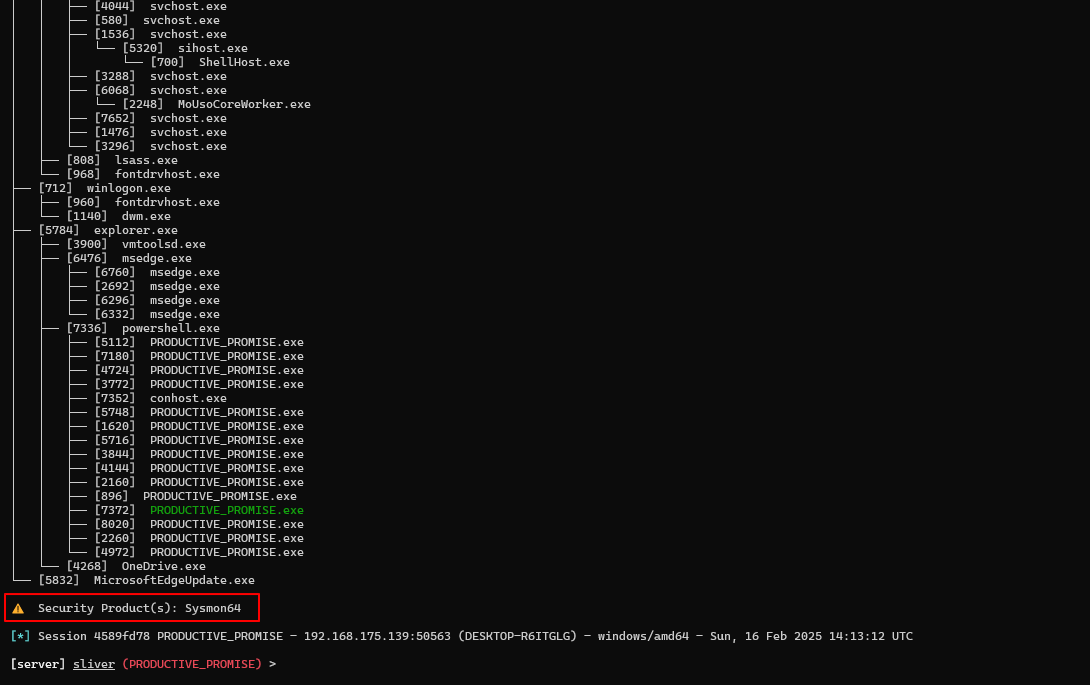 [4044] svchost.exe
[580] svchost.exe
[1536] svchost.exe
[5320] sihost.exe
[700] ShellHost.exe
[3288] svchost.exe
[6068] svchost.exe
[2248] MoUsoCoreWorker.exe
[7652] svchost.exe
[1476] svchost.exe
[3296] svchost.exe
[808] lsass.exe
[968] fontdrvhost.exe
[712] winlogon.exe
[960] fontdrvhost.exe
[1140] dwm.exe
[5784] explorer.exe
[3900] vmtoolsd.exe
[6476] msedge.exe
[6760] msedge.exe
[2692] msedge.exe
[6296] msedge.exe
[6332] msedge.exe
[7336] powershell.exe
[5112] PRODUCTIVE_PROMISE.exe
[7180] PRODUCTIVE_PROMISE.exe
[4724] PRODUCTIVE_PROMISE.exe
[3772] PRODUCTIVE_PROMISE.exe
[7352] conhost.exe
[5748] PRODUCTIVE_PROMISE.exe
[1620] PRODUCTIVE_PROMISE.exe
[5716] PRODUCTIVE_PROMISE.exe
[3844] PRODUCTIVE_PROMISE.exe
[4144] PRODUCTIVE_PROMISE.exe
[2160] PRODUCTIVE_PROMISE.exe
[896] PRODUCTIVE_PROMISE.exe
[7372] PRODUCTIVE_PROMISE.exe
[8020] PRODUCTIVE_PROMISE.exe
[2260] PRODUCTIVE_PROMISE.exe
[4972] PRODUCTIVE_PROMISE.exe
[4268] OneDrive.exe
[5832] MicrosoftEdgeUpdate.exe
⚠ Security Product(s): Sysmon64
[*] Session 4589fd78 PRODUCTIVE_PROMISE - 192.168.175.139:50563 (DESKTOP-R6ITGLG) - windows/amd64 - Sun, 16 Feb 2025 14:13:12 UTC
[server] sliver (PRODUCTIVE_PROMISE) >